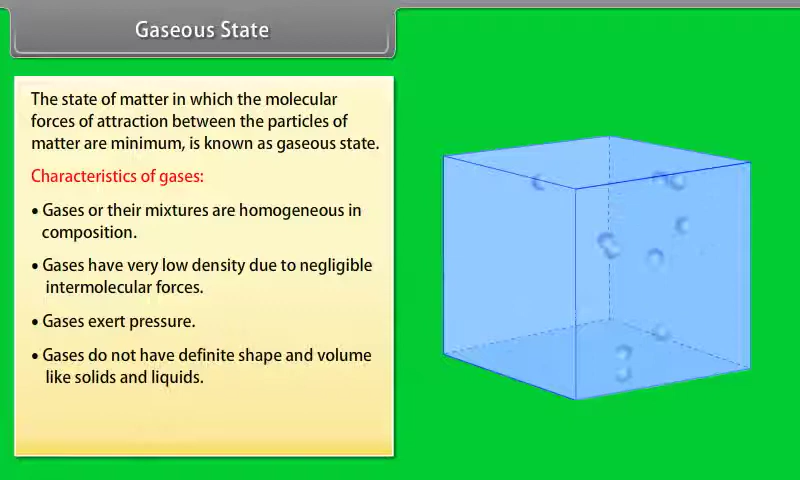 Gaseous State
The state of matter in which the molecular
forces of attraction between the particles of
matter are minimum, is known as gaseous state.
Characteristics of gases:
• Gases or their mixtures are homogeneous in
composition.
• Gases have very low density due to negligible
intermolecular forces.
• Gases exert pressure.
• Gases do not have definite shape and volume
like solids and liquids.